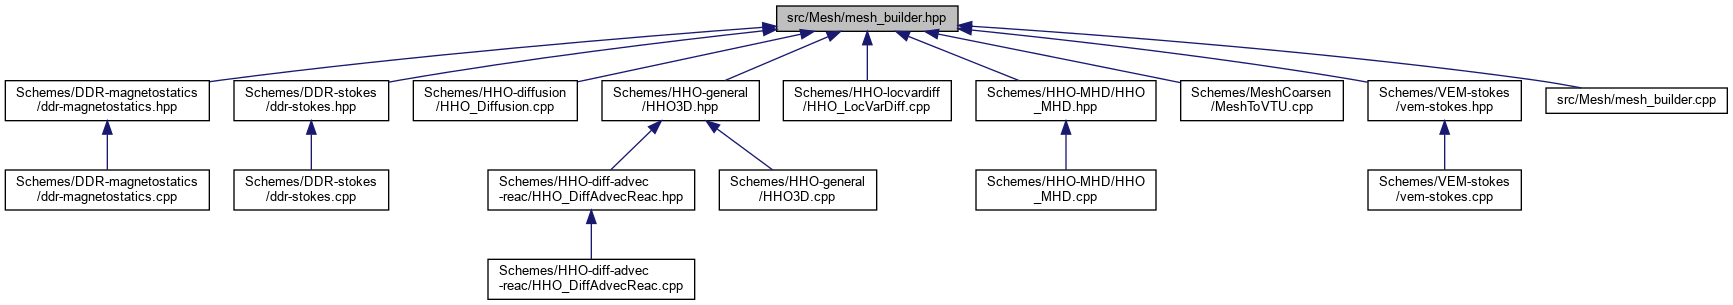 src/Mesh/mesh_builder.hpp
Schemes/DDR-magnetostatics
/ddr-magnetostatics.hpp
Schemes/DDR-stokes
/ddr-stokes.hpp
Schemes/HHO-diffusion
/HHO_Diffusion.cpp
Schemes/HHO-general
/HHO3D.hpp
Schemes/HHO-locvardiff
/HHO_LocVarDiff.cpp
Schemes/HHO-MHD/HHO
_MHD.hpp
Schemes/MeshCoarsen
/MeshToVTU.cpp
Schemes/VEM-stokes
/vem-stokes.hpp
src/Mesh/mesh_builder.cpp
Schemes/DDR-magnetostatics
/ddr-magnetostatics.cpp
Schemes/DDR-stokes
/ddr-stokes.cpp
Schemes/HHO-diff-advec
-reac/HHO_DiffAdvecReac.hpp
Schemes/HHO-general
/HHO3D.cpp
Schemes/HHO-MHD/HHO
_MHD.cpp
Schemes/VEM-stokes
/vem-stokes.cpp
Schemes/HHO-diff-advec
-reac/HHO_DiffAdvecReac.cpp